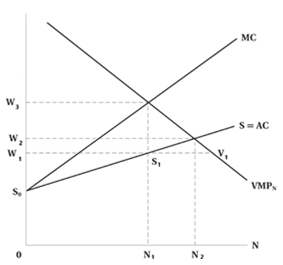 MC
W₃
S = AC
W₂
W₁
S₁
V₁
VMP_N
S₀
0
N₁
N₂
N